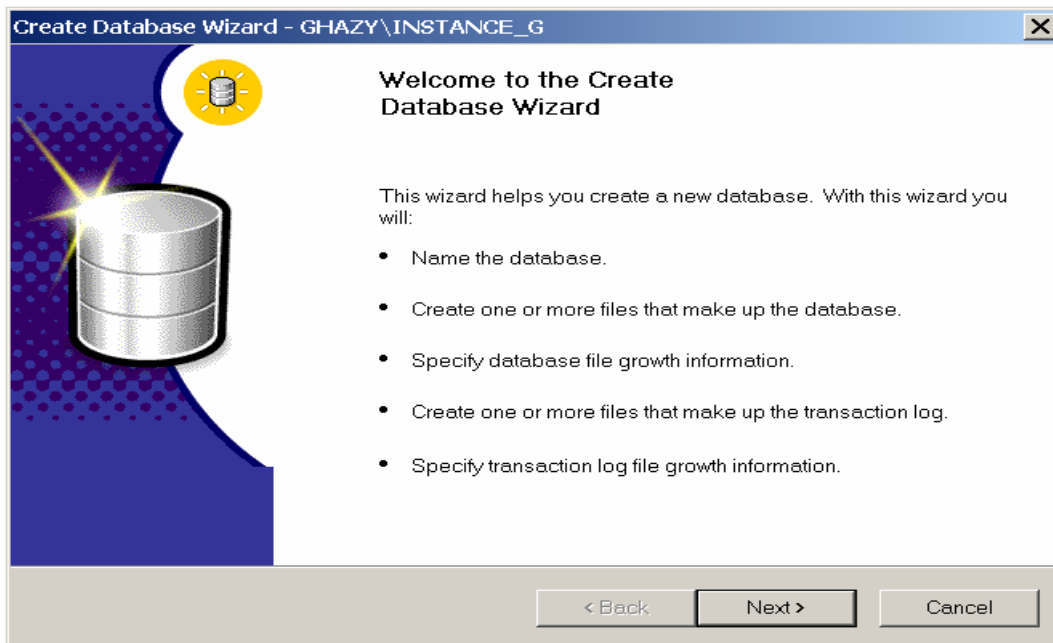 Create Database Wizard - GHAZY\INSTANCE_G
Welcome to the Create
Database Wizard
This wizard helps you create a new database. With this wizard you
will:
• Name the database.
• Create one or more files that make up the database.
• Specify database file growth information.
• Create one or more files that make up the transaction log.
• Specify transaction log file growth information.
< Back
Next >
Cancel